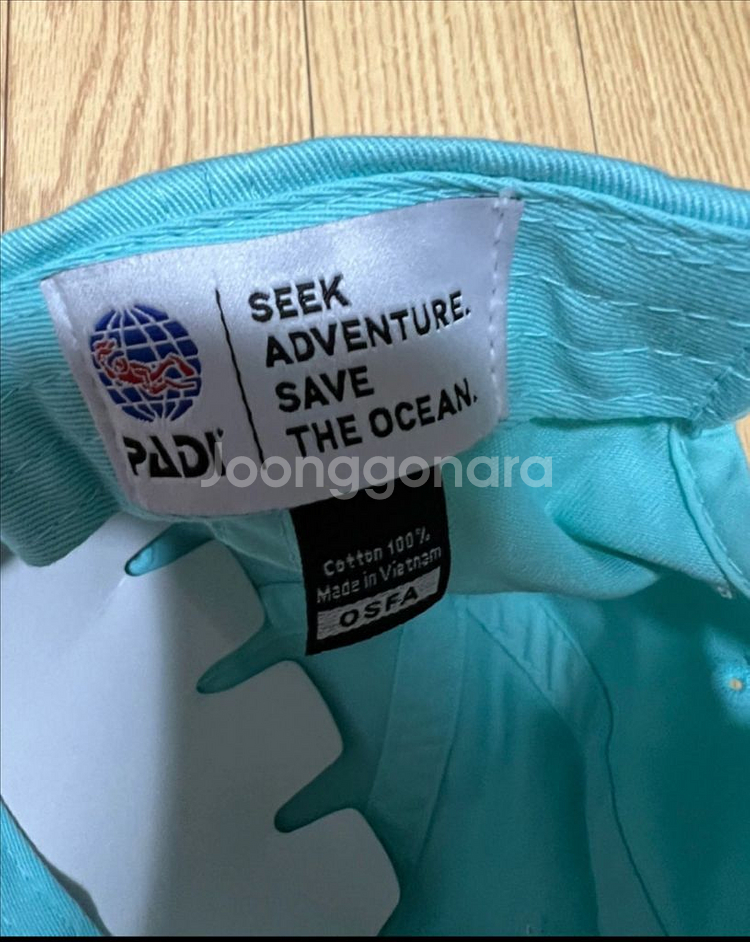 SEEK
ADVENTURE.
SAVE
THE OCEAN.
PADI
Joonggonara
Cotton 100%
Made in Vietnam
OSFA